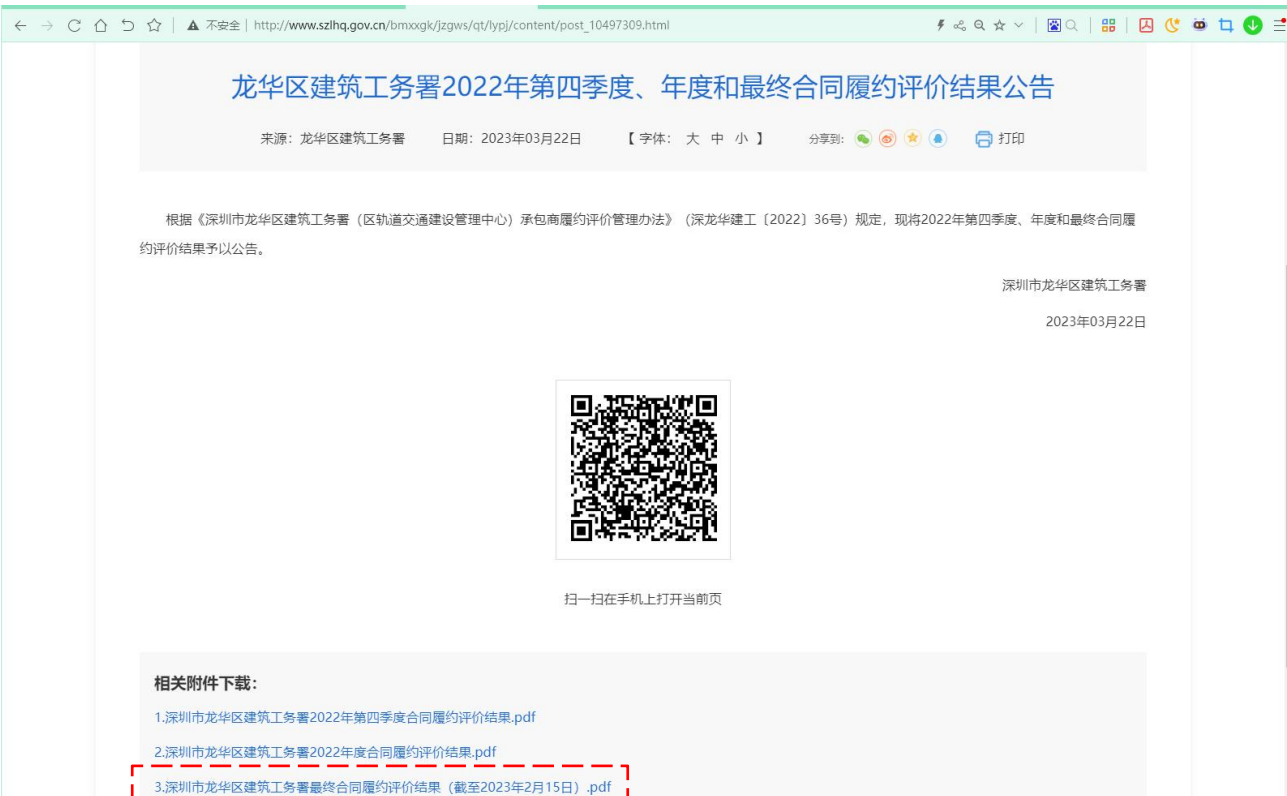 不安全 | http://www.szlhq.gov.cn/bmxxgk/jzgws/qt/lypj/content/post_10497309.html
龙华区建筑工务署2022年第四季度、年度和最终合同履约评价结果公告
来源：龙华区建筑工务署 日期：2023年03月22日 【字体： 大 中 小 】 分享到： 打印
根据《深圳市龙华区建筑工务署（区轨道交通建设管理中心）承包商履约评价管理办法》（深龙华建工〔2022〕36号）规定，现将2022年第四季度、年度和最终合同履
约评价结果予以公告。
深圳市龙华区建筑工务署
2023年03月22日
扫一扫在手机上打开当前页
相关附件下载：
1.深圳市龙华区建筑工务署2022年第四季度合同履约评价结果.pdf
2.深圳市龙华区建筑工务署2022年度合同履约评价结果.pdf
3.深圳市龙华区建筑工务署最终合同履约评价结果（截至2023年2月15日）.pdf